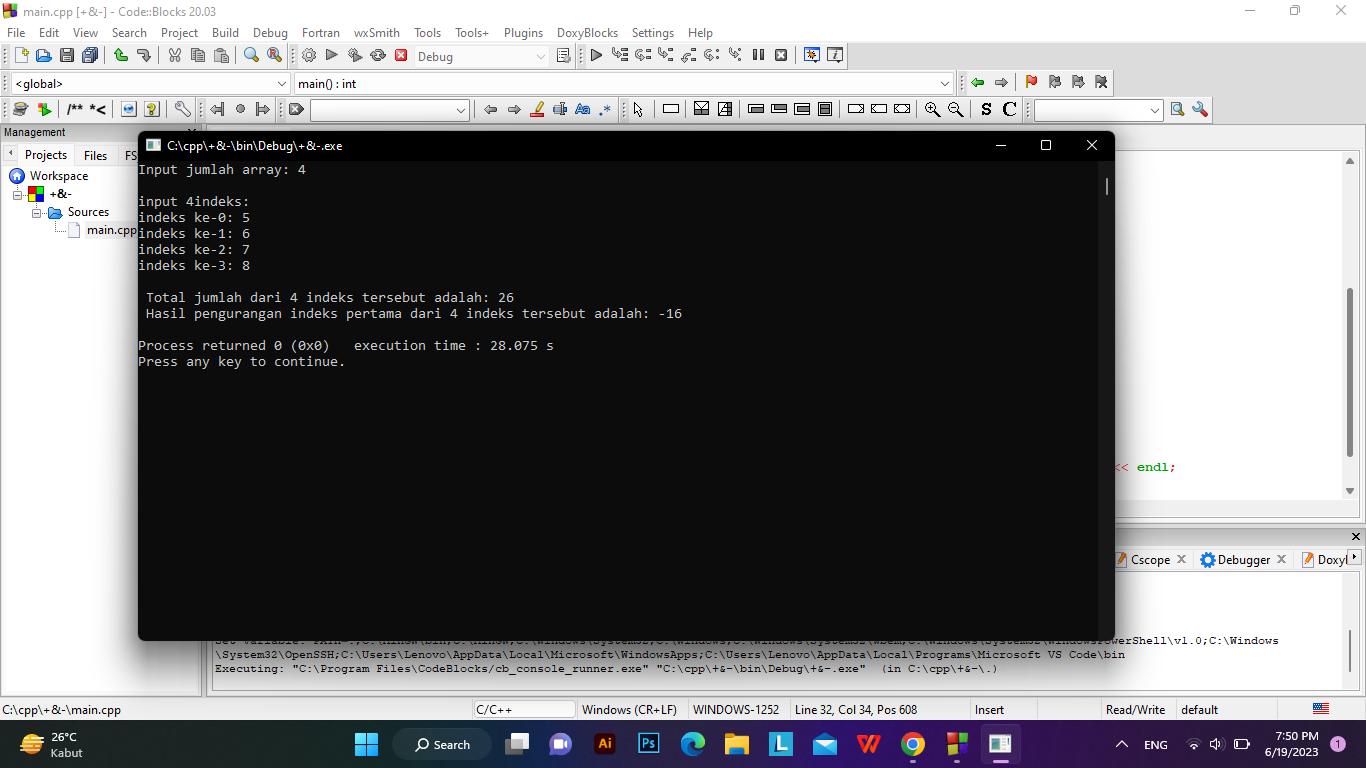 main.cpp [+&-] - Code::Blocks 20.03
File Edit View Search Project Build Debug Fortran wxSmith Tools Tools+ Plugins DoxyBlocks Settings Help
Debug
<global> main() : int
/** *< Aa .* S C
Management
Projects Files FS
C:\cpp\+&-\bin\Debug\+&-.exe
Workspace
+&-
Sources
main.cpp
Input jumlah array: 4
input 4indeks:
indeks ke-0: 5
indeks ke-1: 6
indeks ke-2: 7
indeks ke-3: 8
Total jumlah dari 4 indeks tersebut adalah: 26
Hasil pengurangan indeks pertama dari 4 indeks tersebut adalah: -16
Process returned 0 (0x0)   execution time : 28.075 s
Press any key to continue.
<< endl;
Cscope Debugger Doxyl
\System32\OpenSSH;C:\Users\Lenovo\AppData\Local\Microsoft\WindowsApps;C:\Users\Lenovo\AppData\Local\Programs\Microsoft VS Code\bin
Executing: "C:\Program Files\CodeBlocks/cb_console_runner.exe" "C:\cpp\+&-\bin\Debug\+&-.exe"  (in C:\cpp\+&-\.)
C:\cpp\+&-\main.cpp C/C++ Windows (CR+LF) WINDOWS-1252 Line 32, Col 34, Pos 608 Insert Read/Write default
26°C
Kabut
Search
Ai
Ps
L
ENG
7:50 PM
6/19/2023
1